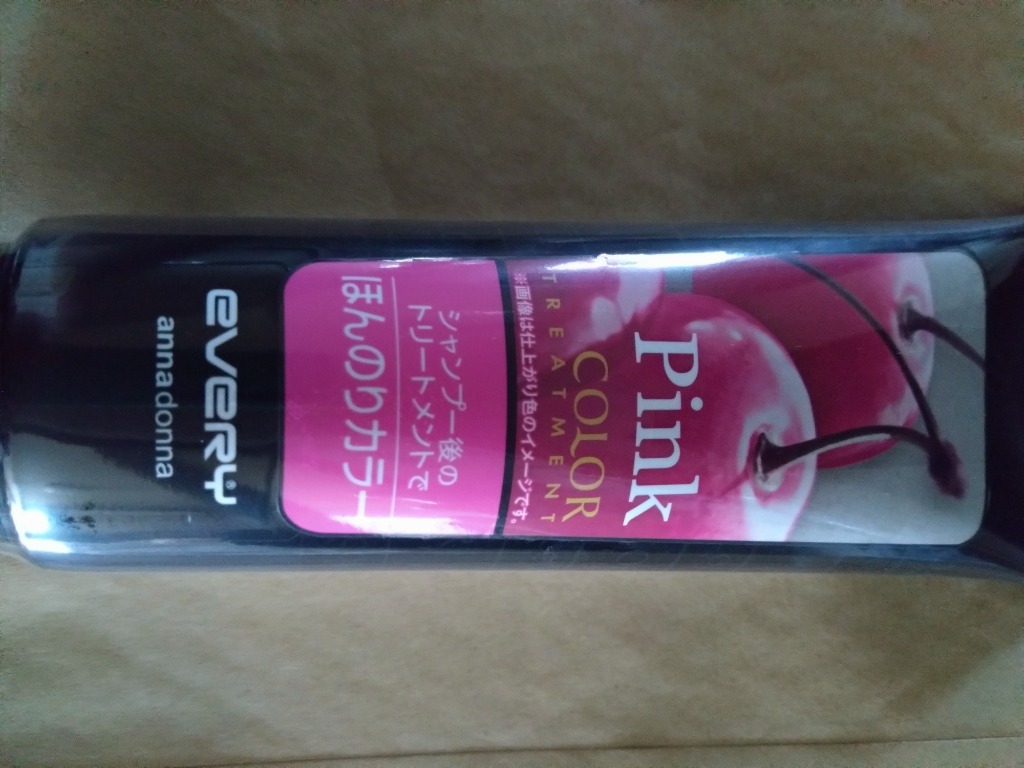 Pink
COLOR
TREATMENT
※画像は仕上がり色のイメージです。
シャンプー後の
トリートメントで
ほんのりカラー
eVeRY
anna donna